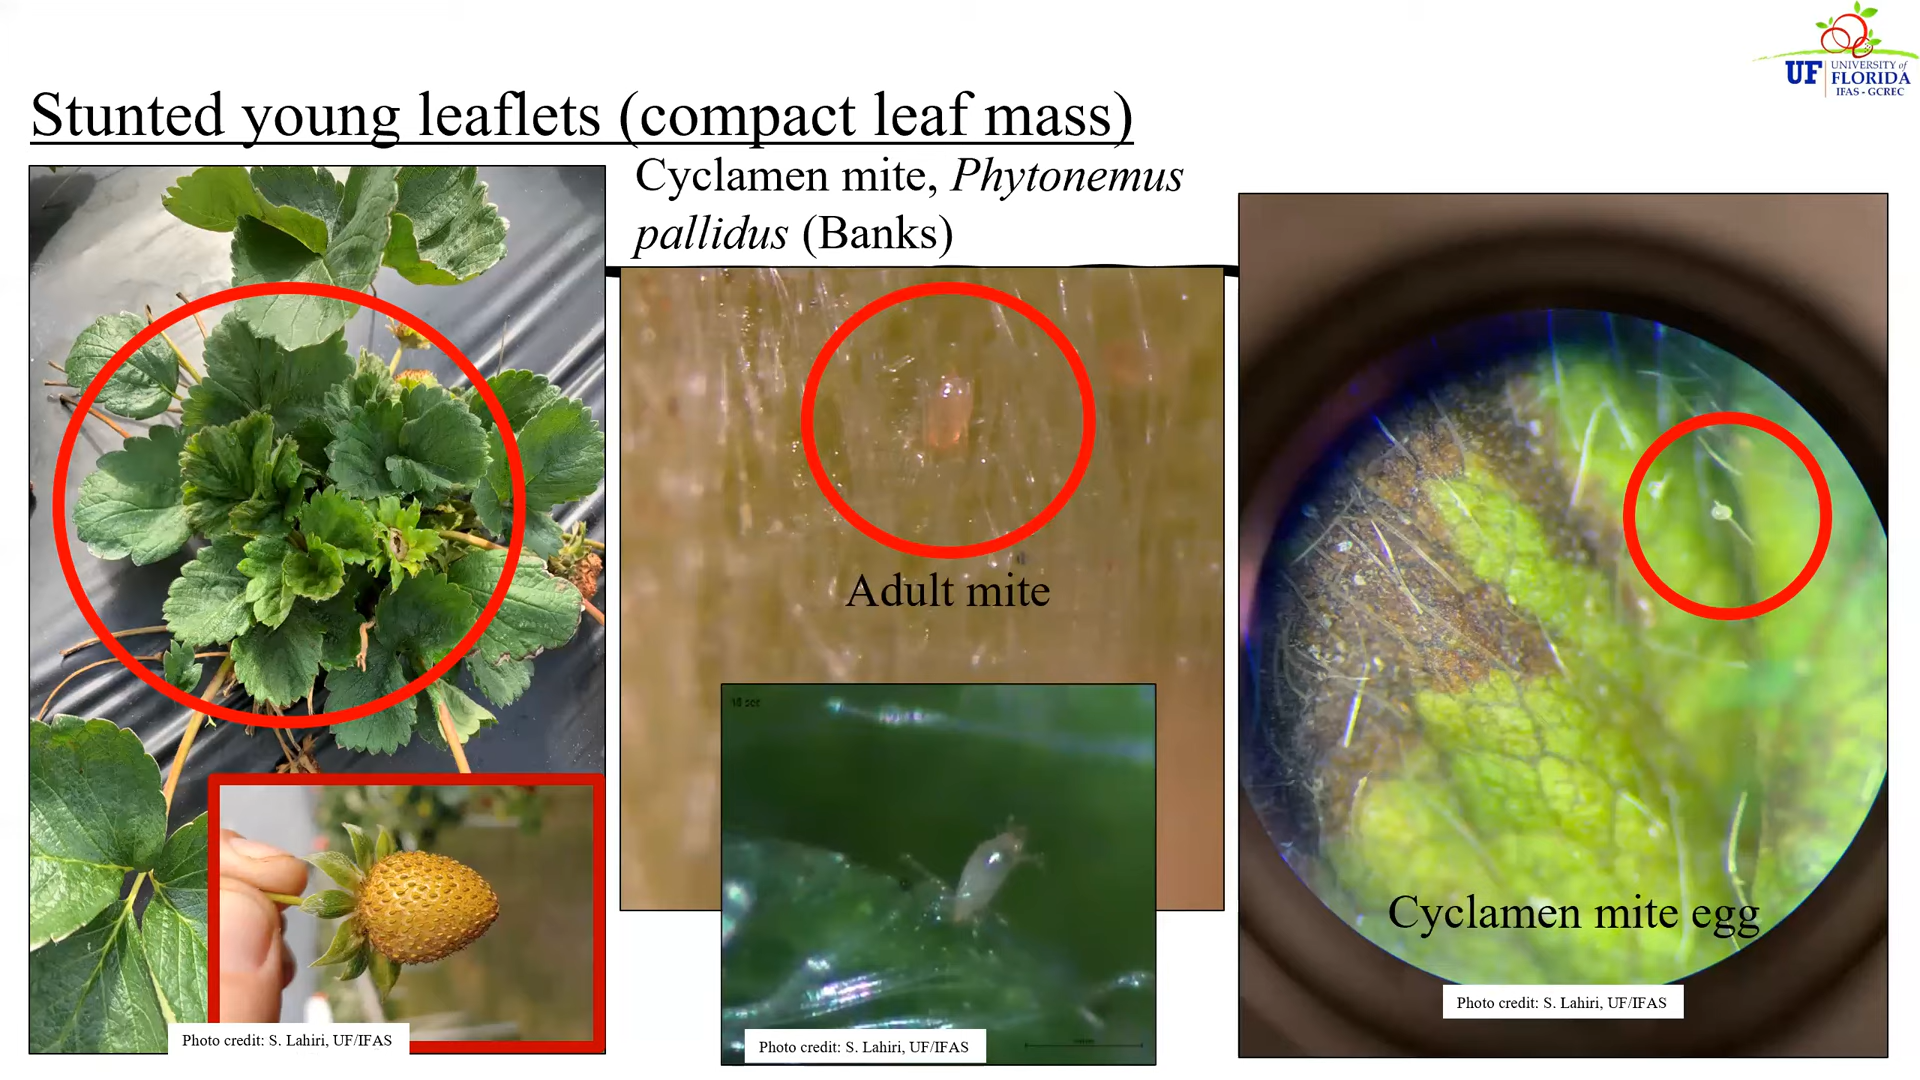 UF UNIVERSITY of
FLORIDA
IFAS - GCREC
Stunted young leaflets (compact leaf mass)
Cyclamen mite, Phytonemus
pallidus (Banks)
Adult mite
Cyclamen mite egg
Photo credit: S. Lahiri, UF/IFAS
Photo credit: S. Lahiri, UF/IFAS
Photo credit: S. Lahiri, UF/IFAS